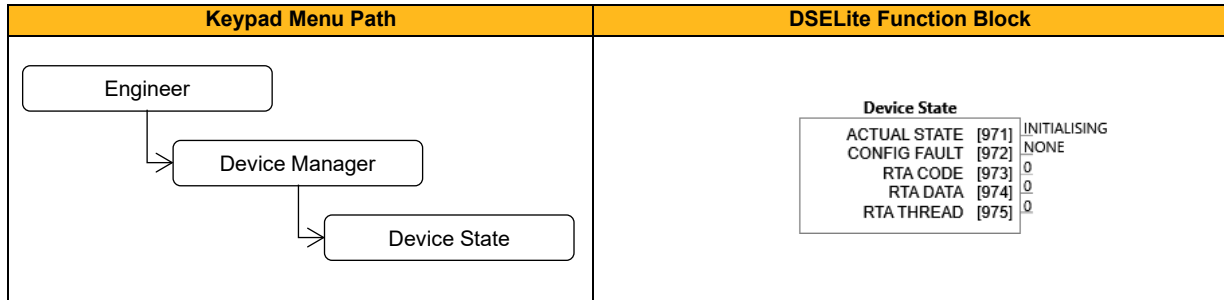 Keypad Menu Path
DSELite Function Block
Engineer
Device Manager
Device State
Device State
ACTUAL STATE [971] INITIALISING
CONFIG FAULT [972] NONE
RTA CODE [973] 0
RTA DATA [974] 0
RTA THREAD [975] 0